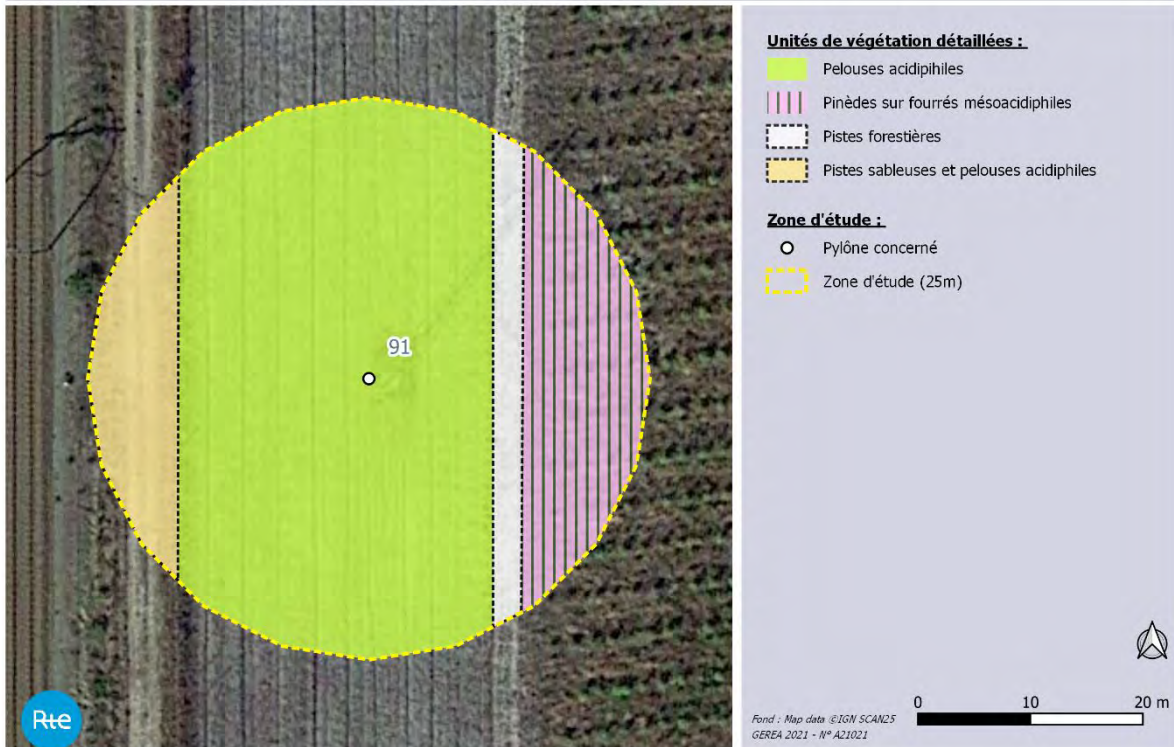 91
Rte
Unités de végétation détaillées :
Pelouses acidipihiles
Pinèdes sur fourrés mésoacidiphiles
Pistes forestières
Pistes sableuses et pelouses acidiphiles
Zone d'étude :
Pylône concerné
Zone d'étude (25m)
0 10 20 m
Fond : Map data ©IGN SCAN25
GEREA 2021 - N° A21021